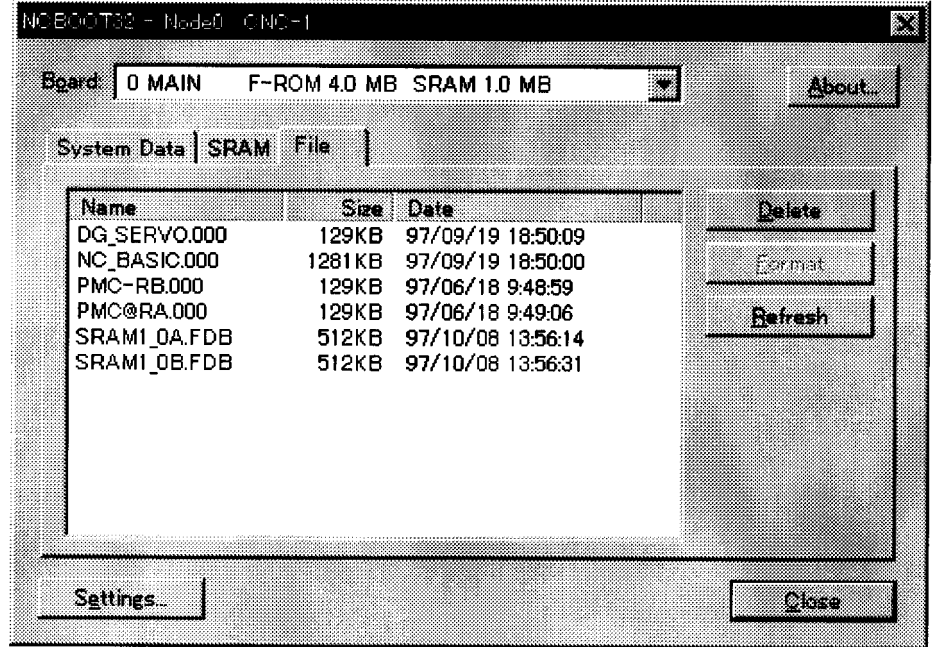 NCBOOT32 - Node0 CNC-1
Board: 0 MAIN F-ROM 4.0 MB SRAM 1.0 MB About...
System Data SRAM File
Name Size Date
DG_SERVO.000 129KB 97/09/19 18:50:09
NC_BASIC.000 1281KB 97/09/19 18:50:00
PMC-RB.000 129KB 97/06/18 9:48:59
PMC@RA.000 129KB 97/06/18 9:49:06
SRAM1_0A.FDB 512KB 97/10/08 13:56:14
SRAM1_0B.FDB 512KB 97/10/08 13:56:31
Delete
Format
Refresh
Settings... Close